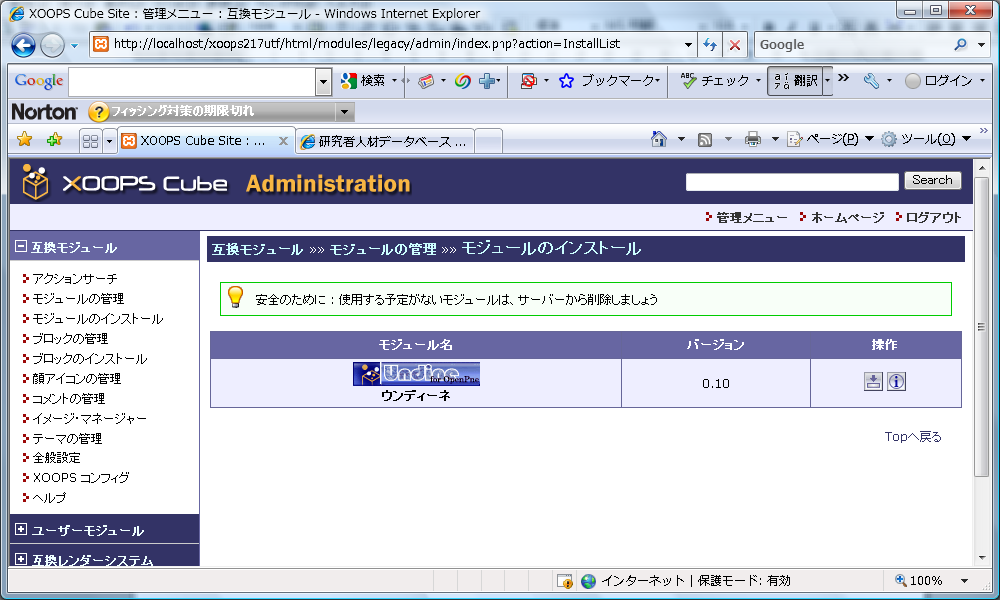 XOOPS Cube Site : 管理メニュー : 互換モジュール - Windows Internet Explorer
http://localhost/xoops217utf/html/modules/legacy/admin/index.php?action=InstallList
Google
Google 検索 ブックマーク ABC チェック 翻訳 » ログイン
Norton フィッシング対策の期限切れ
XOOPS Cube Site : ... 研究者人材データベース ... ページ(P) ツール(O) »
XOOPS Cube Administration Search
管理メニュー ホームページ ログアウト
互換モジュール
互換モジュール »» モジュールの管理 »» モジュールのインストール
アクションサーチ
モジュールの管理
モジュールのインストール
ブロックの管理
ブロックのインストール
顔アイコンの管理
コメントの管理
イメージ・マネージャー
テーマの管理
全般設定
XOOPS コンフィグ
ヘルプ
ユーザーモジュール
互換レンダーシステム
安全のために：使用する予定がないモジュールは、サーバーから削除しましょう
モジュール名 バージョン 操作
Undine for OpenPne
ウンディーネ
0.10
Topへ戻る
インターネット | 保護モード: 有効 100%